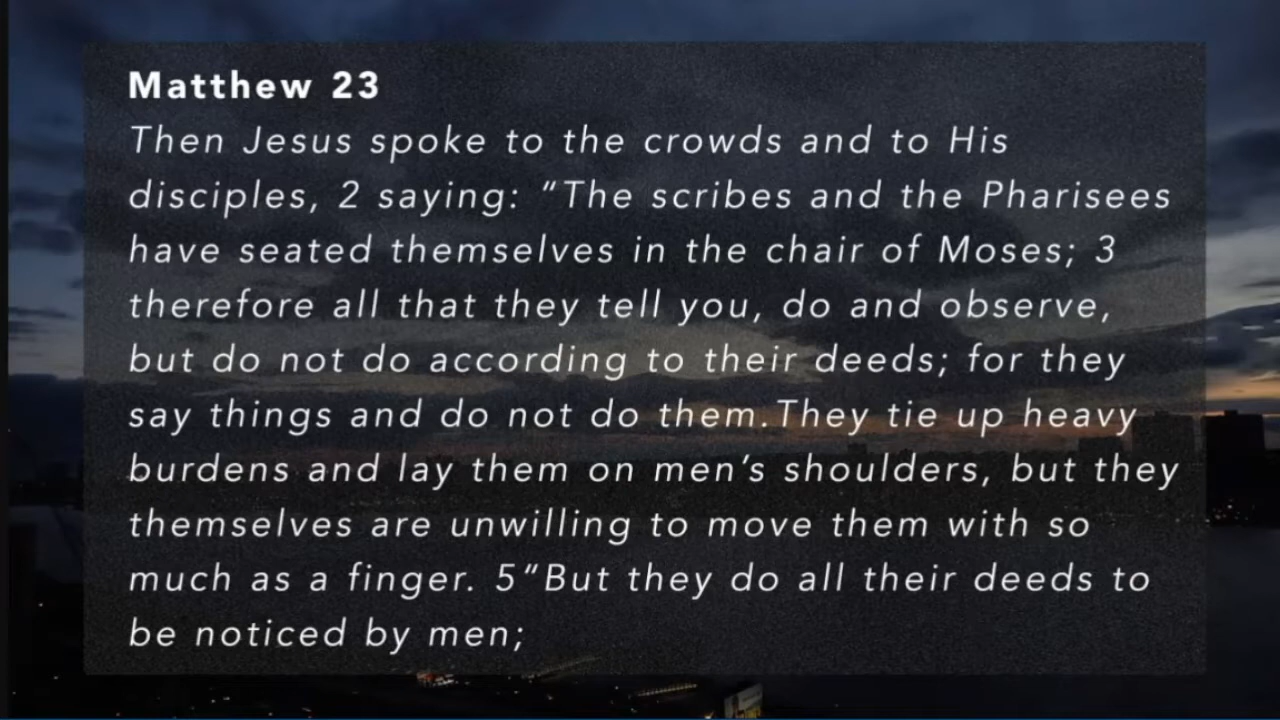 Matthew 23
Then Jesus spoke to the crowds and to His
disciples, 2 saying: “The scribes and the Pharisees
have seated themselves in the chair of Moses; 3
therefore all that they tell you, do and observe,
but do not do according to their deeds; for they
say things and do not do them.They tie up heavy
burdens and lay them on men’s shoulders, but they
themselves are unwilling to move them with so
much as a finger. 5“But they do all their deeds to
be noticed by men;